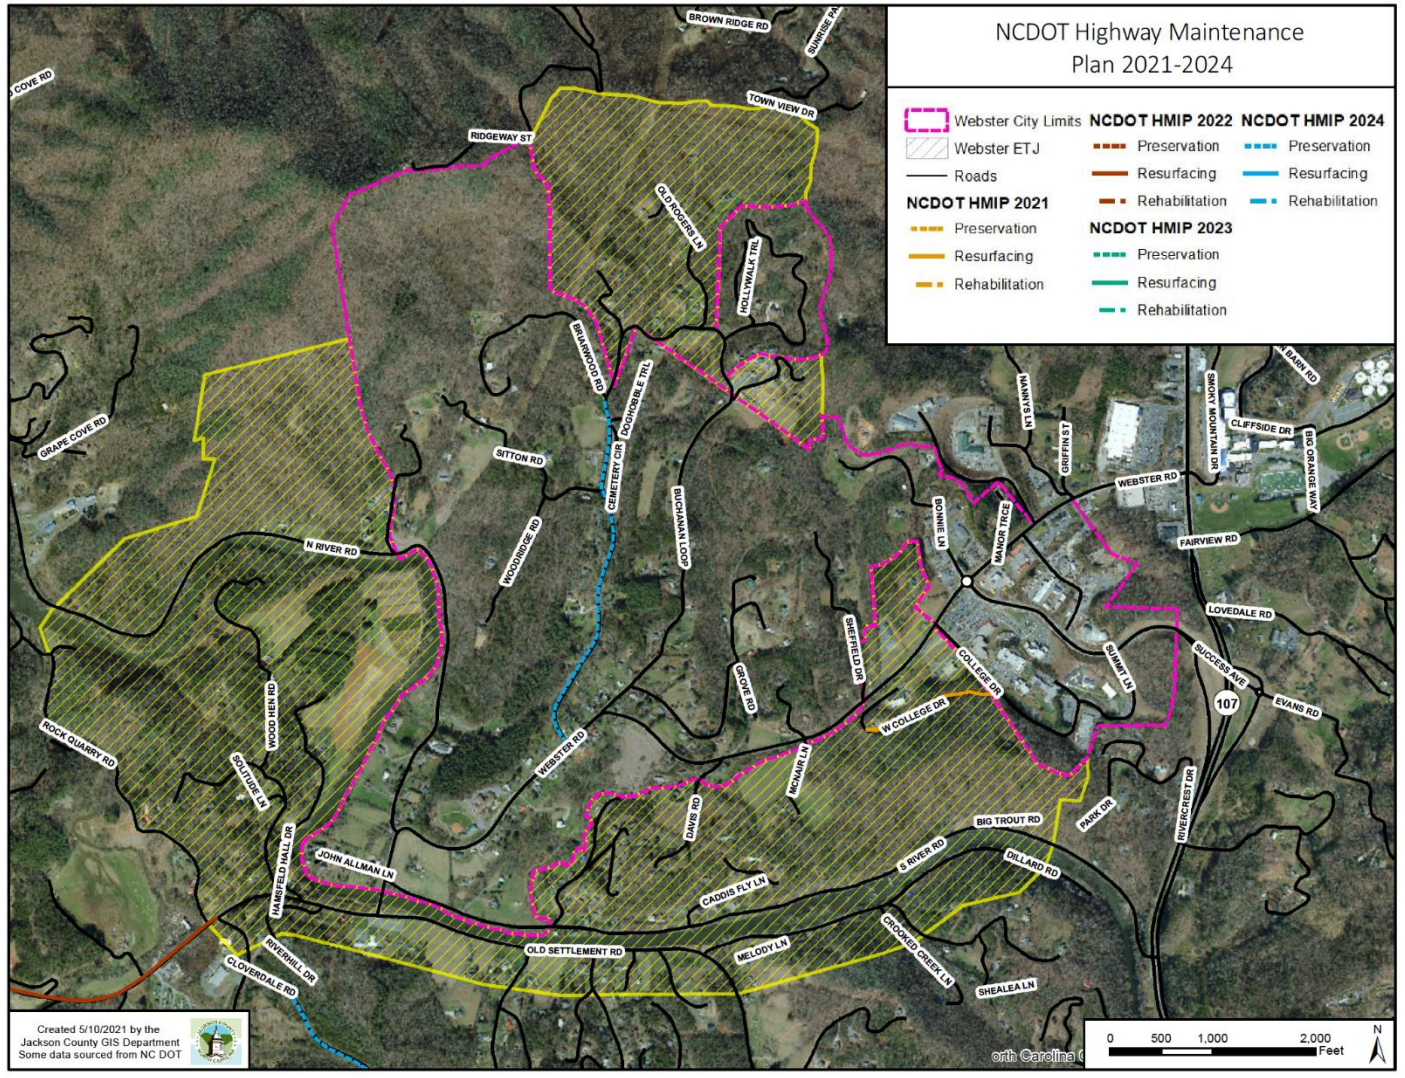 NCDOT Highway Maintenance
Plan 2021-2024
Webster City Limits
Webster ETJ
Roads
NCDOT HMIP 2021
Preservation
Resurfacing
Rehabilitation
NCDOT HMIP 2022
Preservation
Resurfacing
Rehabilitation
NCDOT HMIP 2023
Preservation
Resurfacing
Rehabilitation
NCDOT HMIP 2024
Preservation
Resurfacing
Rehabilitation
BROWN RIDGE RD
COVE RD
TOWN VIEW DR
RIDGEWAY ST
OLD ROGERS LN
HOLLYWALK TRL
BRIARWOOD RD
DOGHOBBLE TRL
NANNYS LN
GRIFFIN ST
SMOKY MOUNTAIN DR
BARN RD
CLIFFSIDE DR
BIG ORANGE WAY
GRAPE COVE RD
SITTON RD
CEMETERY CIR
WEBSTER RD
BUCHANAN LOOP
BONNIE LN
MANOR TRCE
FAIRVIEW RD
N RIVER RD
WOODRIDGE RD
LOVEDALE RD
SHEFFIELD DR
COLLEGE DR
SUMMIT LN
SUCCESS AVE
GROVE RD
107
EVANS RD
W COLLEGE DR
WOOD HEN RD
ROCK QUARRY RD
WEBSTER RD
SOLITUDE LN
MCNAIR LN
DAVIS RD
PARK DR
RIVERCREST DR
BIG TROUT RD
S RIVER RD
DILLARD RD
HAMSFELD HALL DR
JOHN ALLMAN LN
CADDIS FLY LN
OLD SETTLEMENT RD
MELODY LN
CROOKED CREEK LN
SHEALEA LN
RIVERHILL DR
CLOVERDALE RD
Created 5/10/2021 by the
Jackson County GIS Department
Some data sourced from NC DOT
orth Carolina
0 500 1,000 2,000
Feet
N